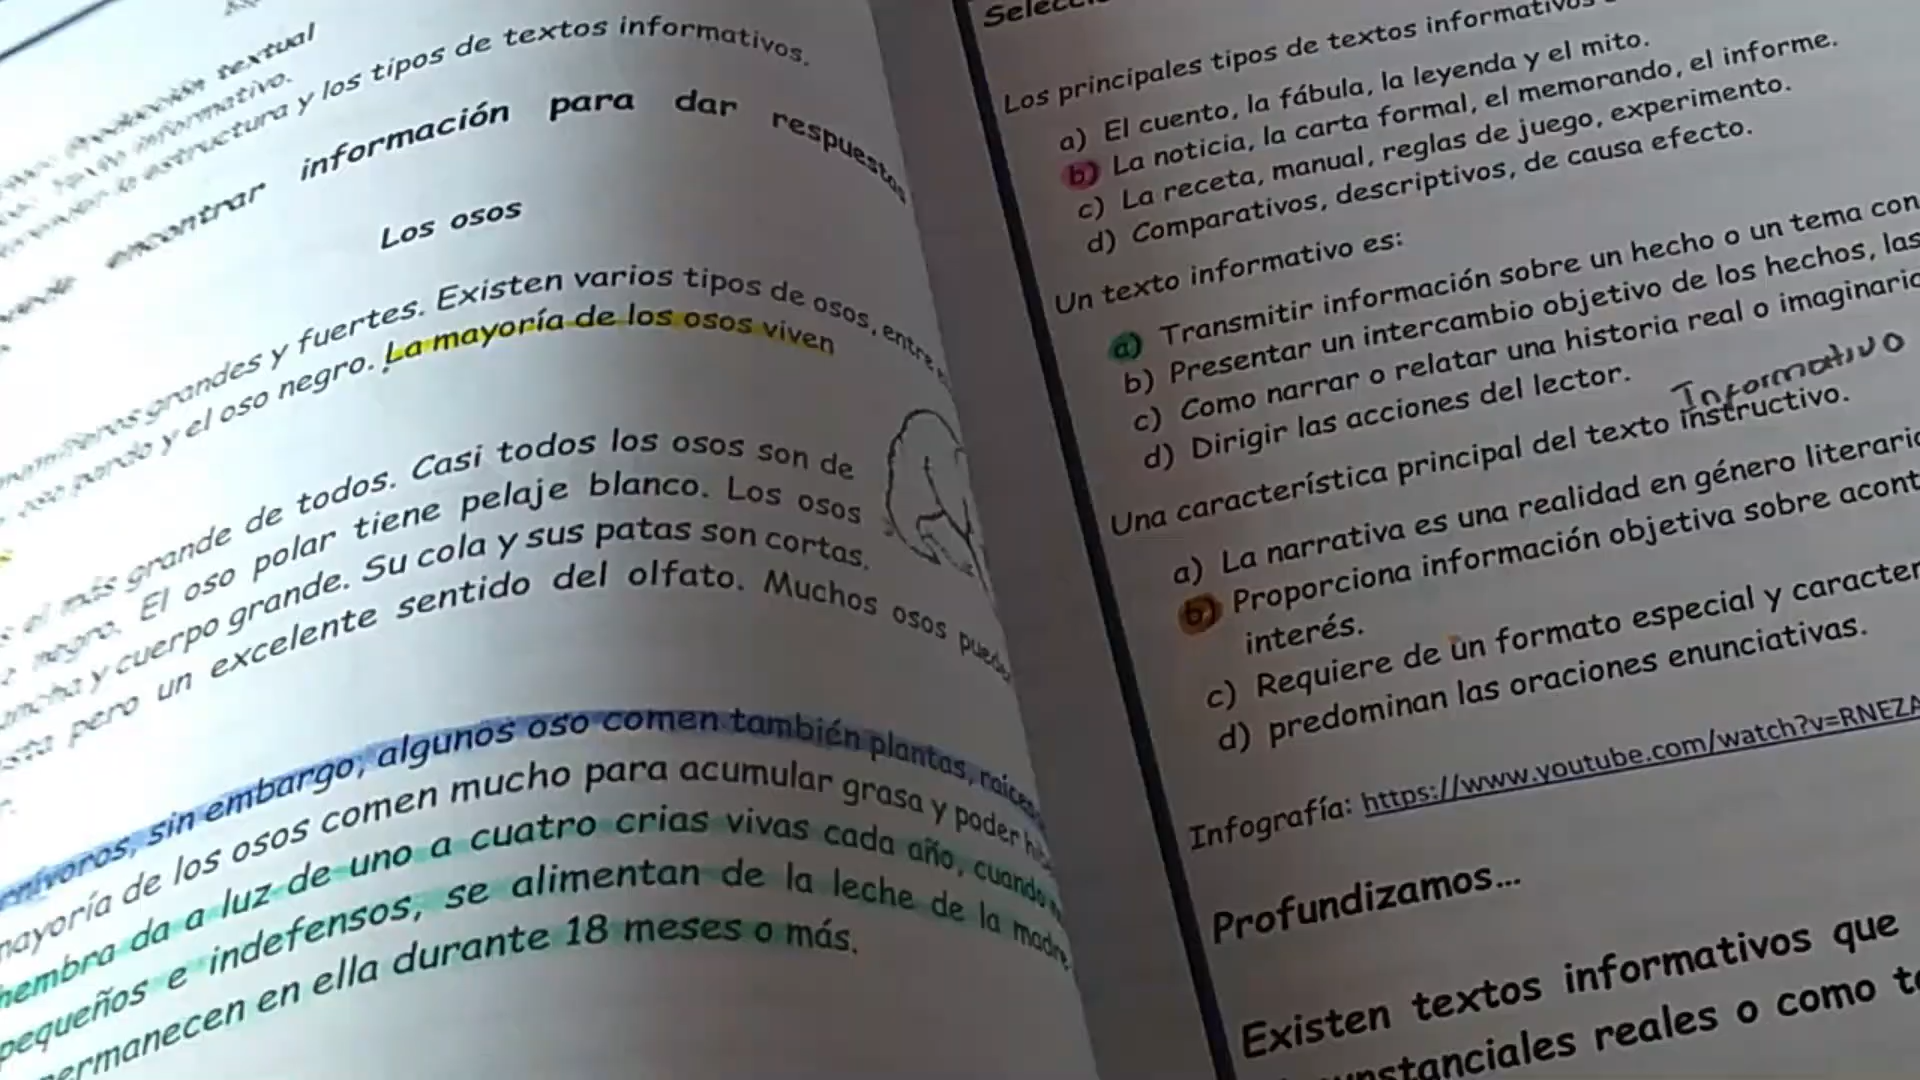 textual
informativo.
estructura y los tipos de textos informativos.
encontrar información para dar respuestas
Los osos
grandes y fuertes. Existen varios tipos de osos, entre
y el oso negro. La mayoría de los osos viven
el más grande de todos. Casi todos los osos son de
negro. El oso polar tiene pelaje blanco. Los osos
y cuerpo grande. Su cola y sus patas son cortas.
pero un excelente sentido del olfato. Muchos osos
sin embargo, algunos oso comen también plantas, raíces
mayoría de los osos comen mucho para acumular grasa y poder
hembra da a luz de uno a cuatro crias vivas cada año, cuando
pequeños e indefensos, se alimentan de la leche de la madre
permanecen en ella durante 18 meses o más.
Los principales tipos de textos informativos
a) El cuento, la fábula, la leyenda y el mito.
b) La noticia, la carta formal, el memorando, el informe.
c) La receta, manual, reglas de juego, experimento.
d) Comparativos, descriptivos, de causa efecto.
Un texto informativo es:
a) Transmitir información sobre un hecho o un tema con
b) Presentar un intercambio objetivo de los hechos, las
c) Como narrar o relatar una historia real o imaginaria
d) Dirigir las acciones del lector.
Informativo
Una característica principal del texto instructivo.
a) La narrativa es una realidad en género literario
b) Proporciona información objetiva sobre acont
interés.
c) Requiere de un formato especial y caracter
d) predominan las oraciones enunciativas.
Infografía: https://www.youtube.com/watch?v=RNEZA
Profundizamos...
Existen textos informativos que
unstanciales reales o como